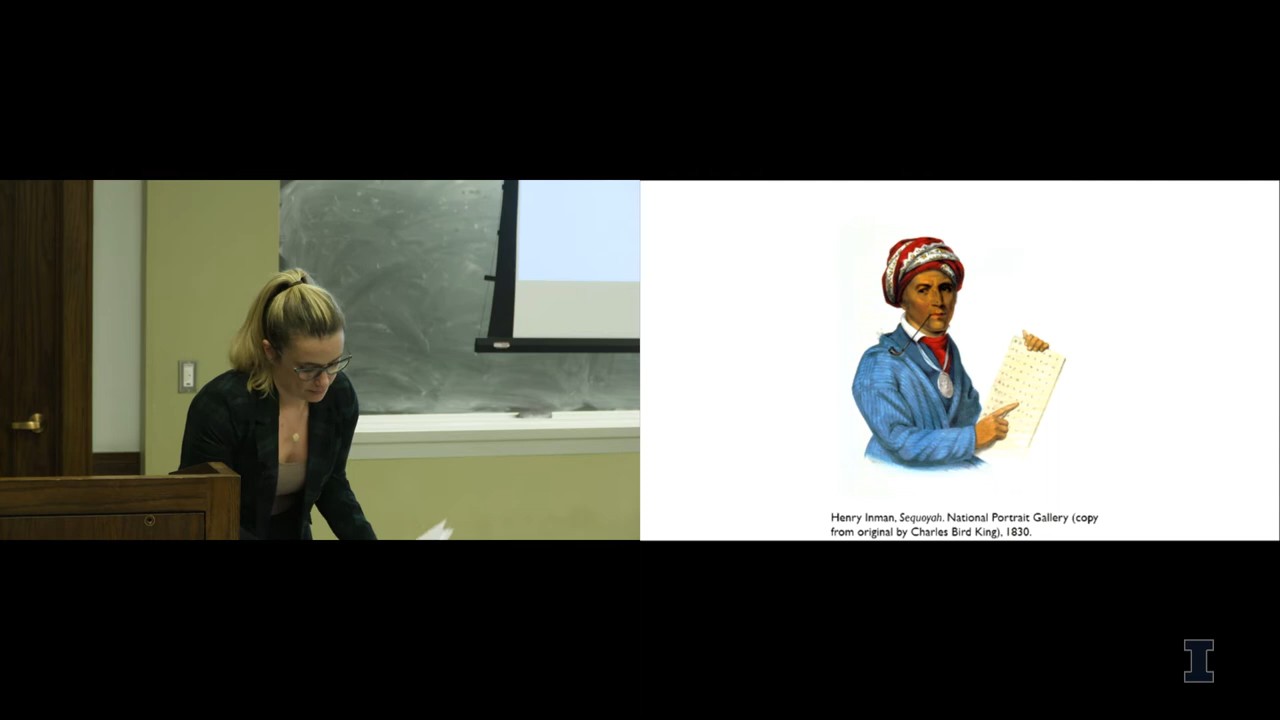 Henry Inman, Sequoyah. National Portrait Gallery (copy
from original by Charles Bird King), 1830.